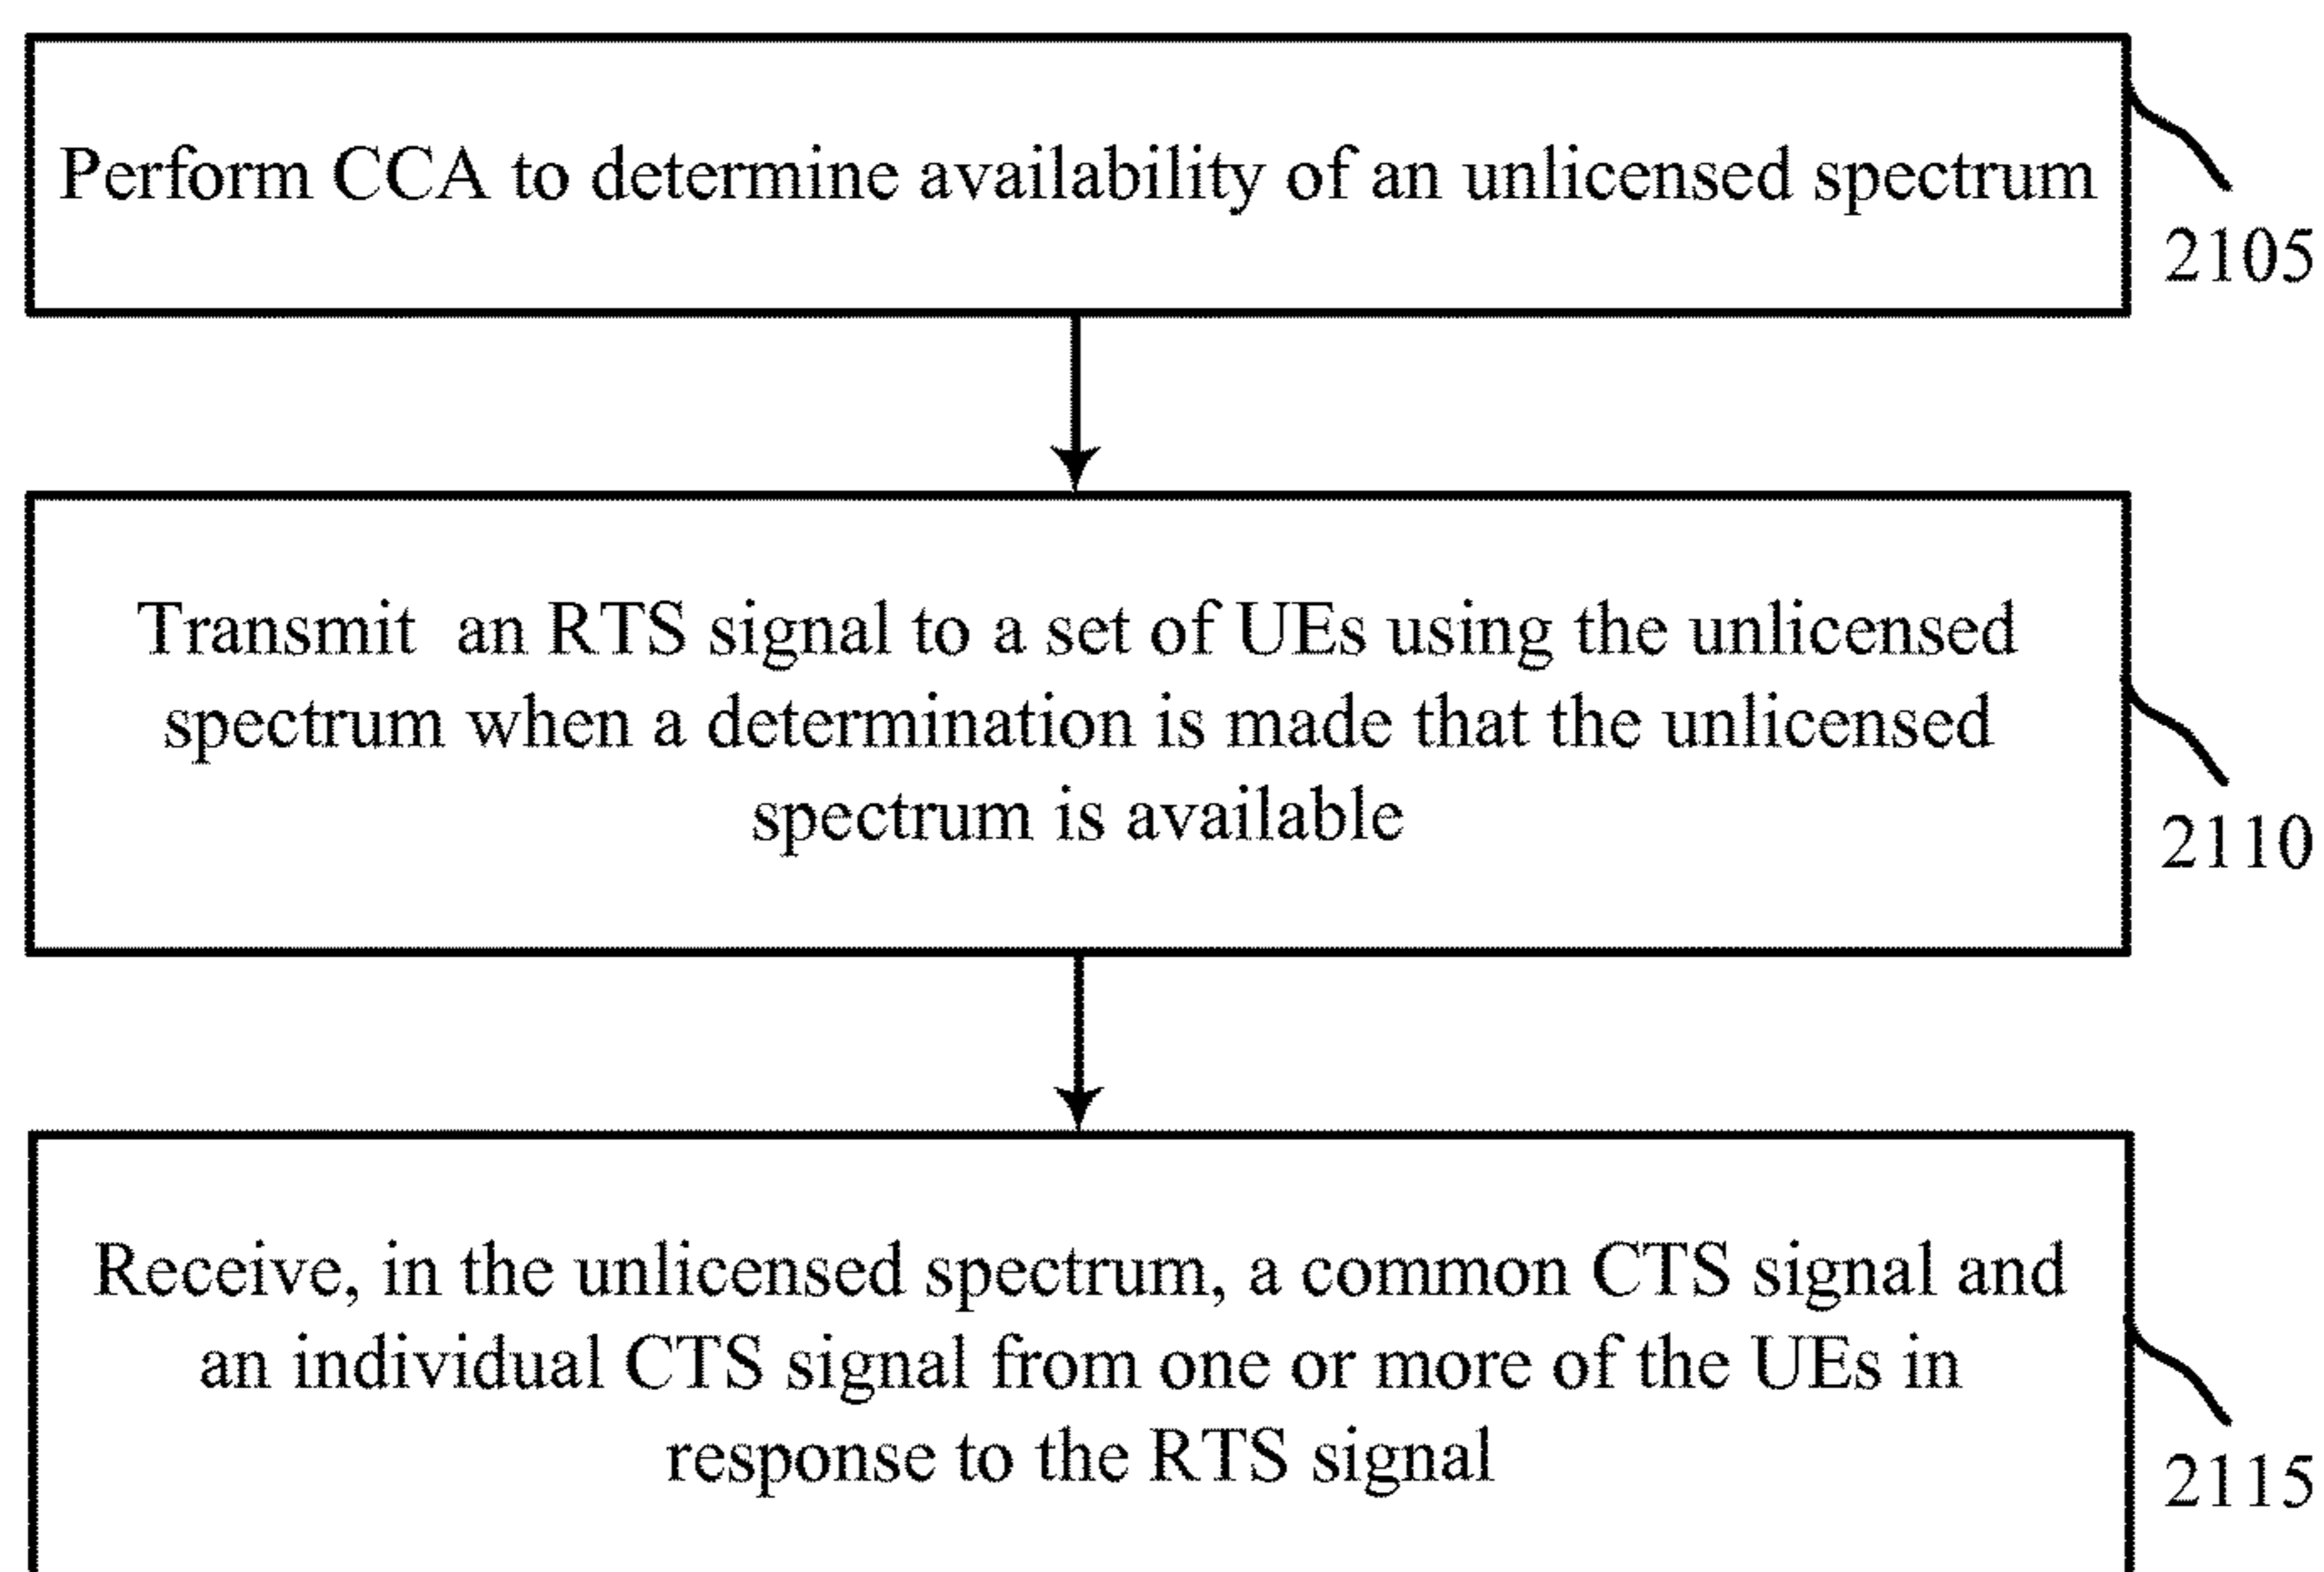 Perform CCA to determine availability of an unlicensed spectrum
2105
Transmit an RTS signal to a set of UEs using the unlicensed
spectrum when a determination is made that the unlicensed
spectrum is available
2110
Receive, in the unlicensed spectrum, a common CTS signal and
an individual CTS signal from one or more of the UEs in
response to the RTS signal
2115